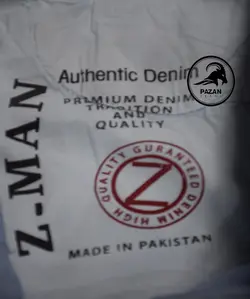 PAZAN
Authentic Denim
PREMIUM DENIM
TRADITION
AND
QUALITY
Z-MAN
HIGH QUALITY GURANTEED DENIM
Z
MADE IN PAKISTAN